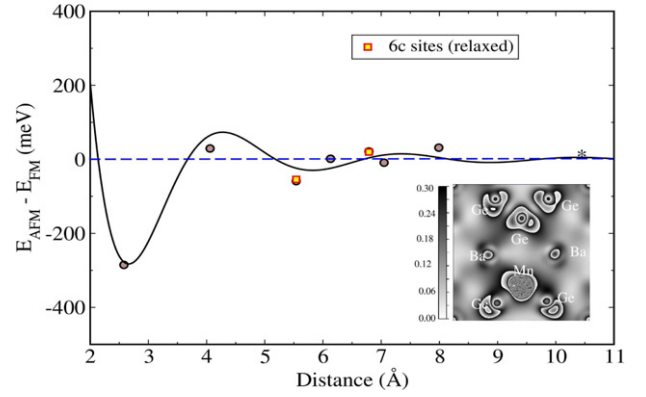 400
6c sites (relaxed)
200
0
-200
-400
E_AFM - E_FM (meV)
*
0.30
0.24
0.18
0.12
0.06
0.00
Ge Ge
Ge
Ba Ba
Mn
Ge Ge
2 3 4 5 6 7 8 9 10 11
Distance (Å)